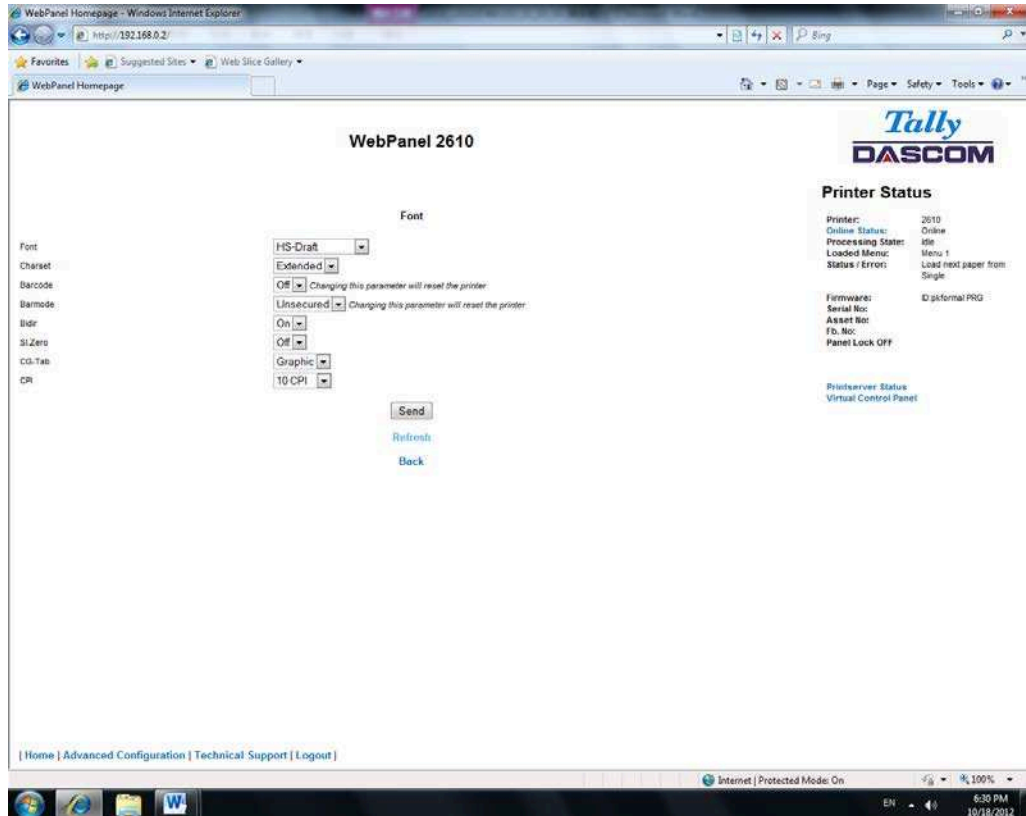 WebPanel Homepage - Windows Internet Explorer
http://192.168.0.2/
Bing
Favorites
Suggested Sites
Web Slice Gallery
WebPanel Homepage
Page
Safety
Tools
Tally
DASCOM
WebPanel 2610
Font
Font HS-Draft
Charset Extended
Barcode Off Changing this parameter will reset the printer
Barmode Unsecured Changing this parameter will reset the printer
Bidir On
Sl.Zero Off
CG-Tab Graphic
CPI 10 CPI
Send
Refresh
Back
Printer Status
Printer: 2610
Online Status: Online
Processing State: Idle
Loaded Menu: Menu 1
Status / Error: Load next paper from
Single
Firmware: ID:pkformal PRG
Serial No:
Asset No:
Fb. No:
Panel Lock OFF
Printserver Status
Virtual Control Panel
| Home | Advanced Configuration | Technical Support | Logout |
Internet | Protected Mode: On
100%
EN
6:30 PM
10/18/2012